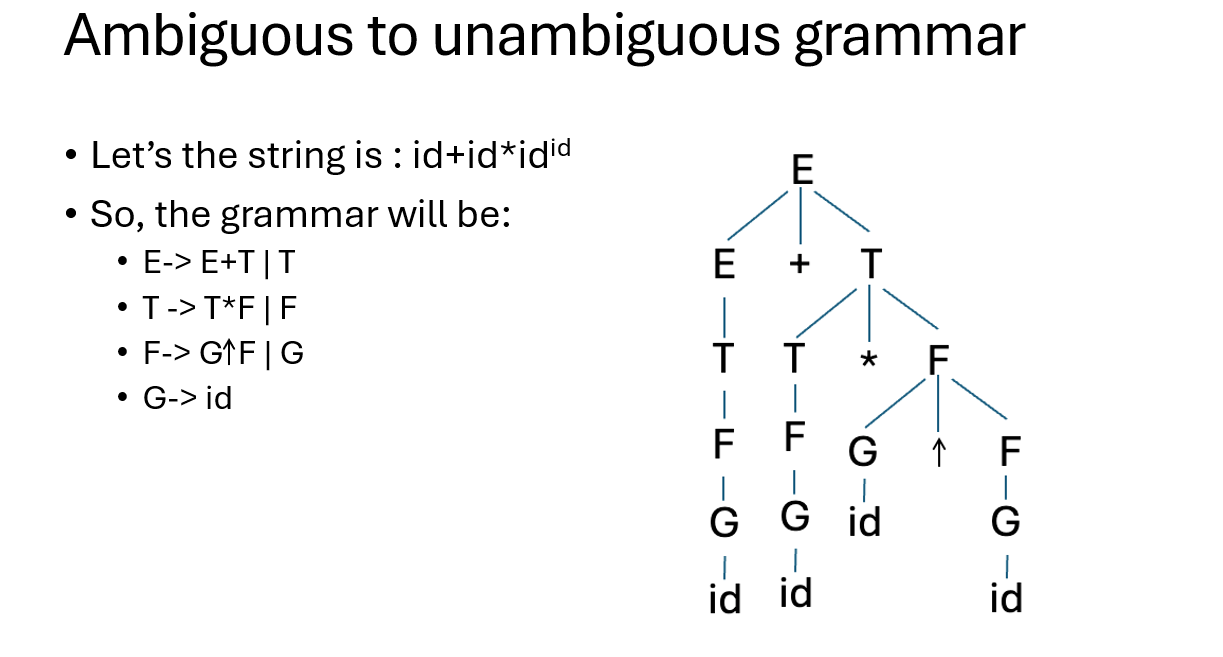 Ambiguous to unambiguous grammar
• Let’s the string is : id+id*idⁱᵈ
• So, the grammar will be:
• E-> E+T | T
• T -> T*F | F
• F-> G↑F | G
• G-> id
E
E + T
T T * F
F F G ↑ F
G G id G
id id id